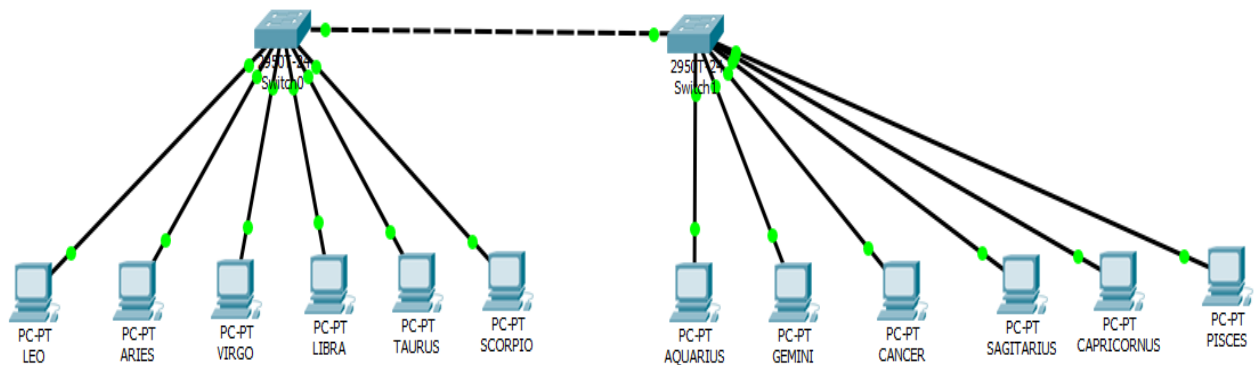 2950T-24
Switch0
2950T-24
Switch1
PC-PT
LEO
PC-PT
ARIES
PC-PT
VIRGO
PC-PT
LIBRA
PC-PT
TAURUS
PC-PT
SCORPIO
PC-PT
AQUARIUS
PC-PT
GEMINI
PC-PT
CANCER
PC-PT
SAGITARIUS
PC-PT
CAPRICORNUS
PC-PT
PISCES